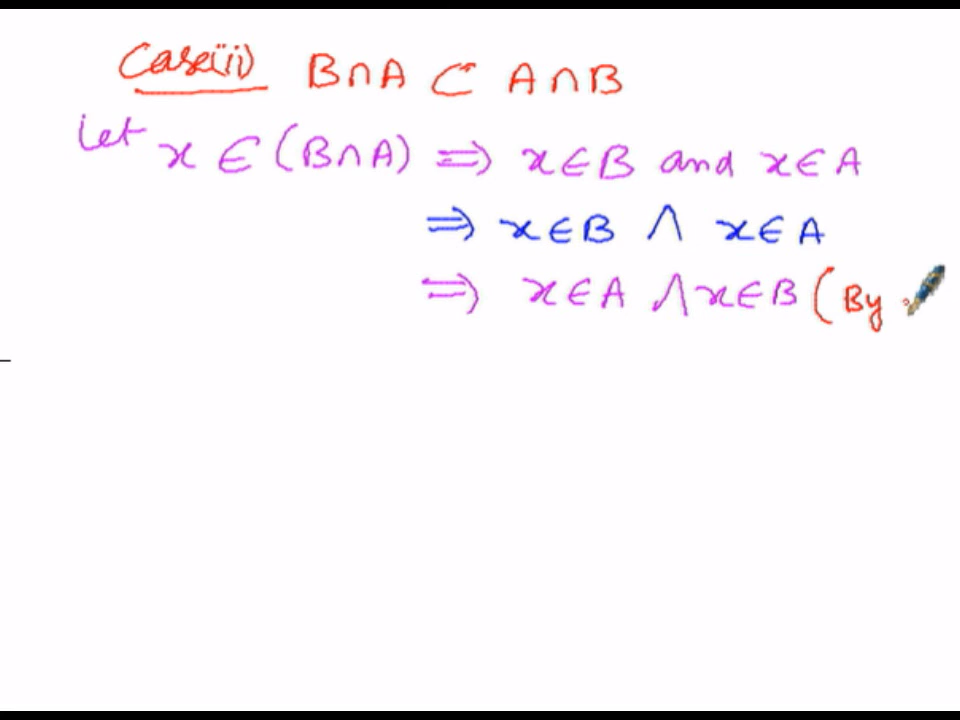 Case(ii) B∩A ⊂ A∩B
Let x ∈ (B∩A) ⇒ x∈B and x∈A
⇒ x∈B ∧ x∈A
⇒ x∈A ∧ x∈B (By